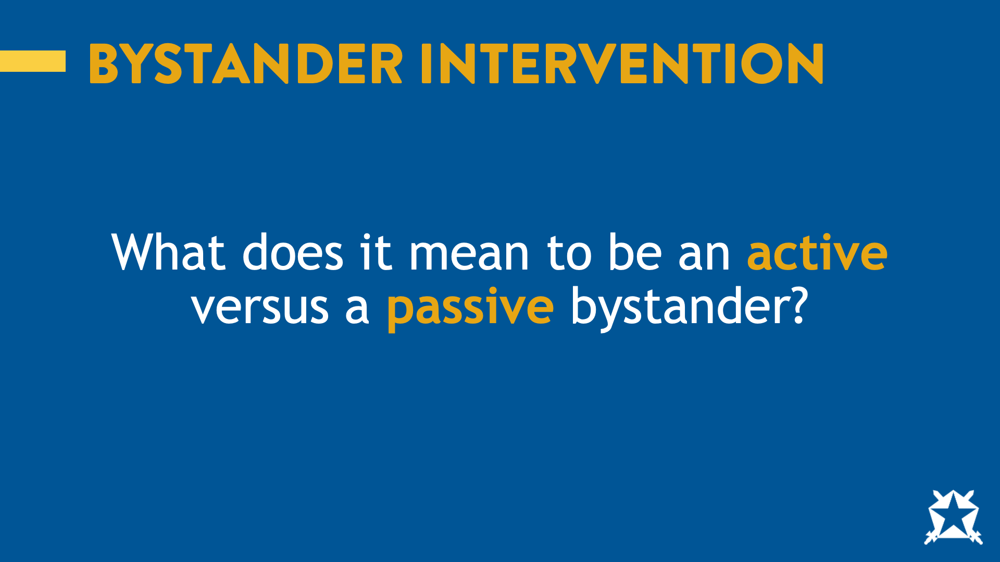 BYSTANDER INTERVENTION
What does it mean to be an active
versus a passive bystander?